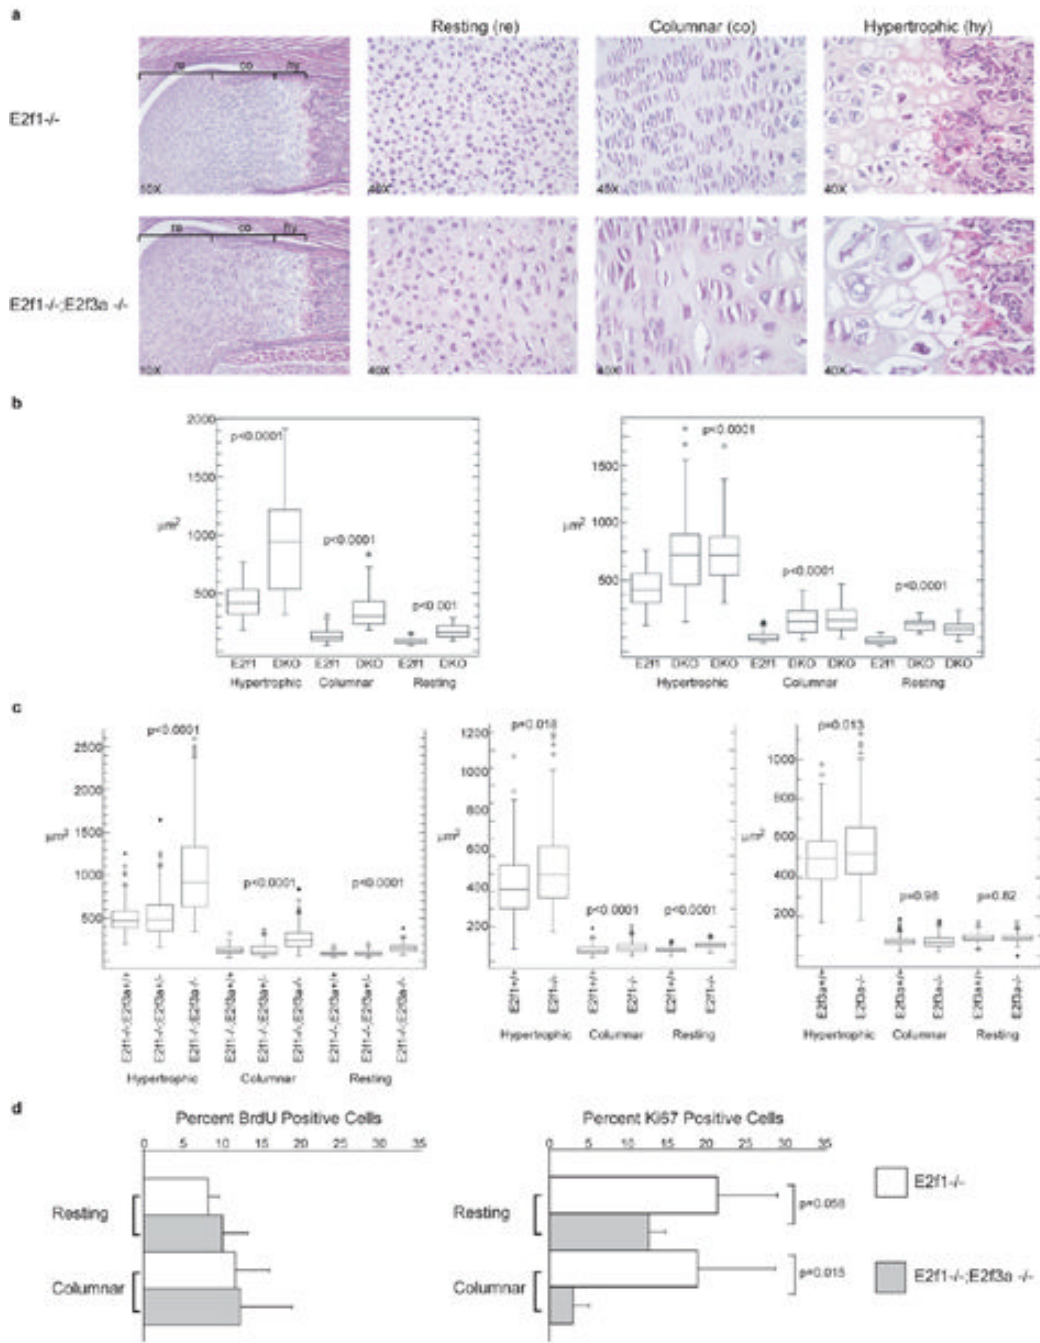 a
Resting (re) Columnar (co) Hypertrophic (hy)
re co hy
E2f1-/-
10X 40X 40X 40X
re co hy
E2f1-/-;E2f3a -/-
10X 40X 40X 40X
b
2000
1500
1000
500
μm²
p<0.0001
p<0.0001
p<0.001
E2f1 DKO E2f1 DKO E2f1 DKO
Hypertrophic Columnar Resting
1500
1000
500
μm²
p<0.0001
p<0.0001
p<0.0001
E2f1 DKO DKO E2f1 DKO DKO E2f1 DKO DKO
Hypertrophic Columnar Resting
c
2500
2000
1500
1000
500
μm²
p<0.0001
p<0.0001 p<0.0001
E2f1-/-;E2f3a+/+ E2f1-/-;E2f3a+/- E2f1-/-;E2f3a-/- E2f1-/-;E2f3a+/+ E2f1-/-;E2f3a+/- E2f1-/-;E2f3a-/- E2f1-/-;E2f3a+/+ E2f1-/-;E2f3a+/- E2f1-/-;E2f3a-/-
Hypertrophic Columnar Resting
1200
1000
800
600
400
200
μm²
p=0.018
p<0.0001 p<0.0001
E2f1+/+ E2f1-/- E2f1+/+ E2f1-/- E2f1+/+ E2f1-/-
Hypertrophic Columnar Resting
1000
800
600
400
200
μm²
p=0.013
p=0.98 p=0.82
E2f3a+/+ E2f3a-/- E2f3a+/+ E2f3a-/- E2f3a+/+ E2f3a-/-
Hypertrophic Columnar Resting
d
Percent BrdU Positive Cells
0 5 10 15 20 25 30 35
Resting
Columnar
Percent Ki67 Positive Cells
0 5 10 15 20 25 30 35
Resting
p=0.058
Columnar
p=0.015
E2f1-/-
E2f1-/-;E2f3a -/-